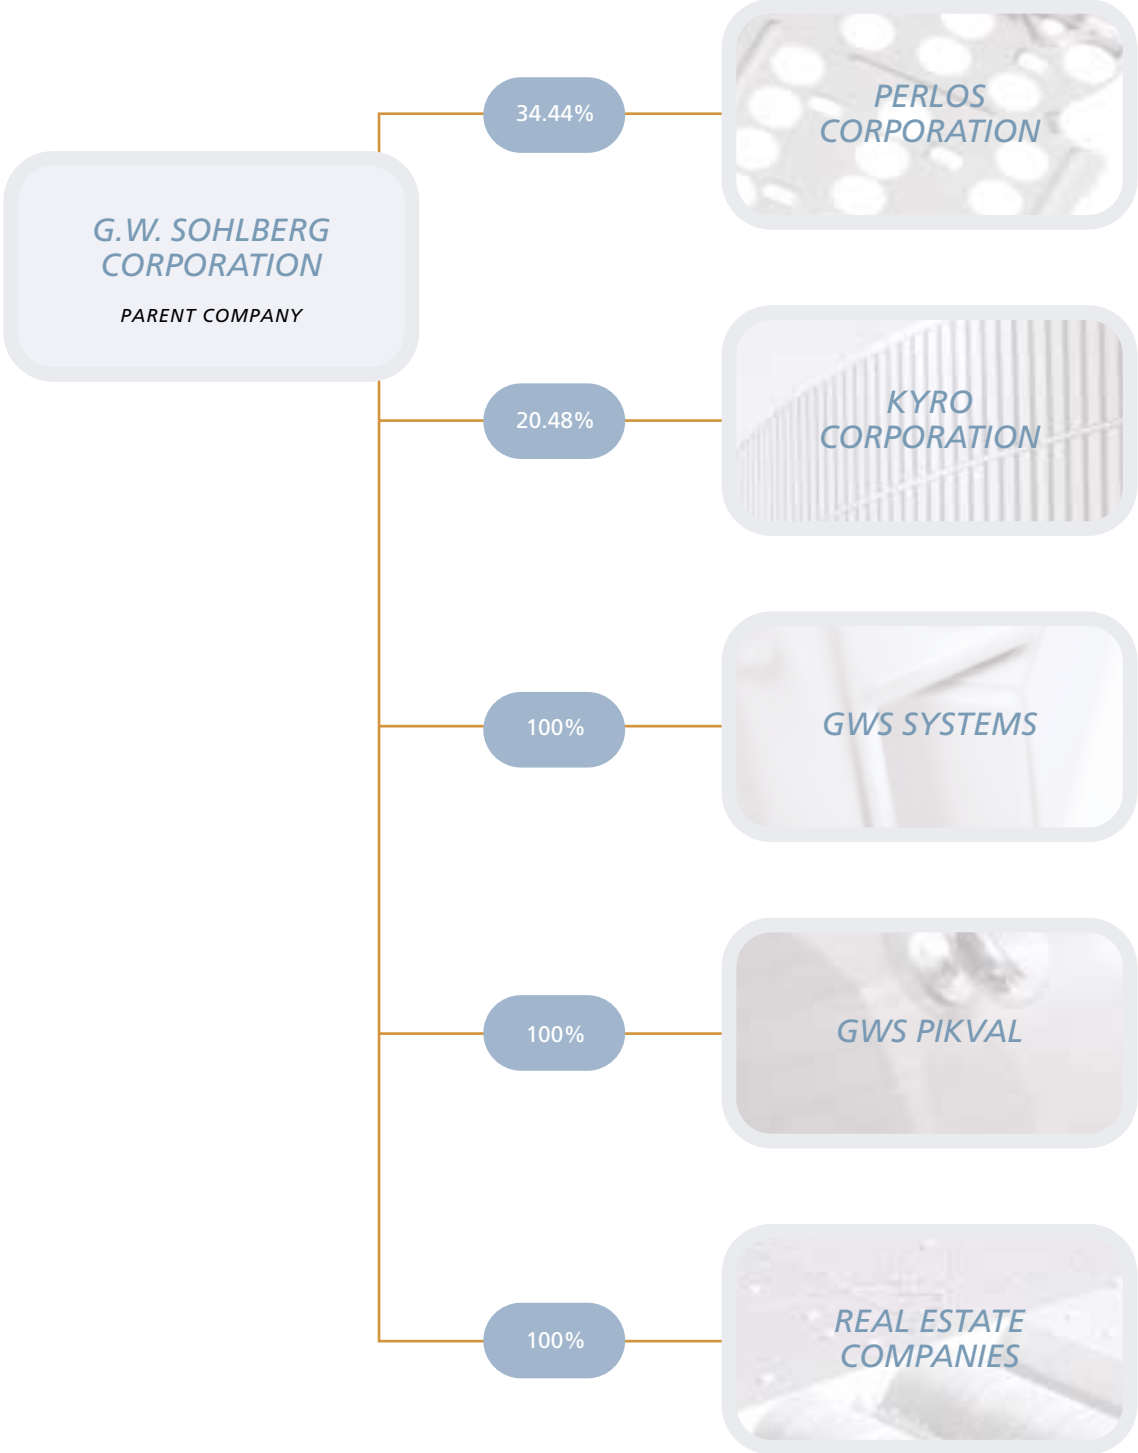 34.44%
PERLOS
CORPORATION
G.W. SOHLBERG
CORPORATION
PARENT COMPANY
20.48%
KYRO
CORPORATION
100%
GWS SYSTEMS
100%
GWS PIKVAL
100%
REAL ESTATE
COMPANIES